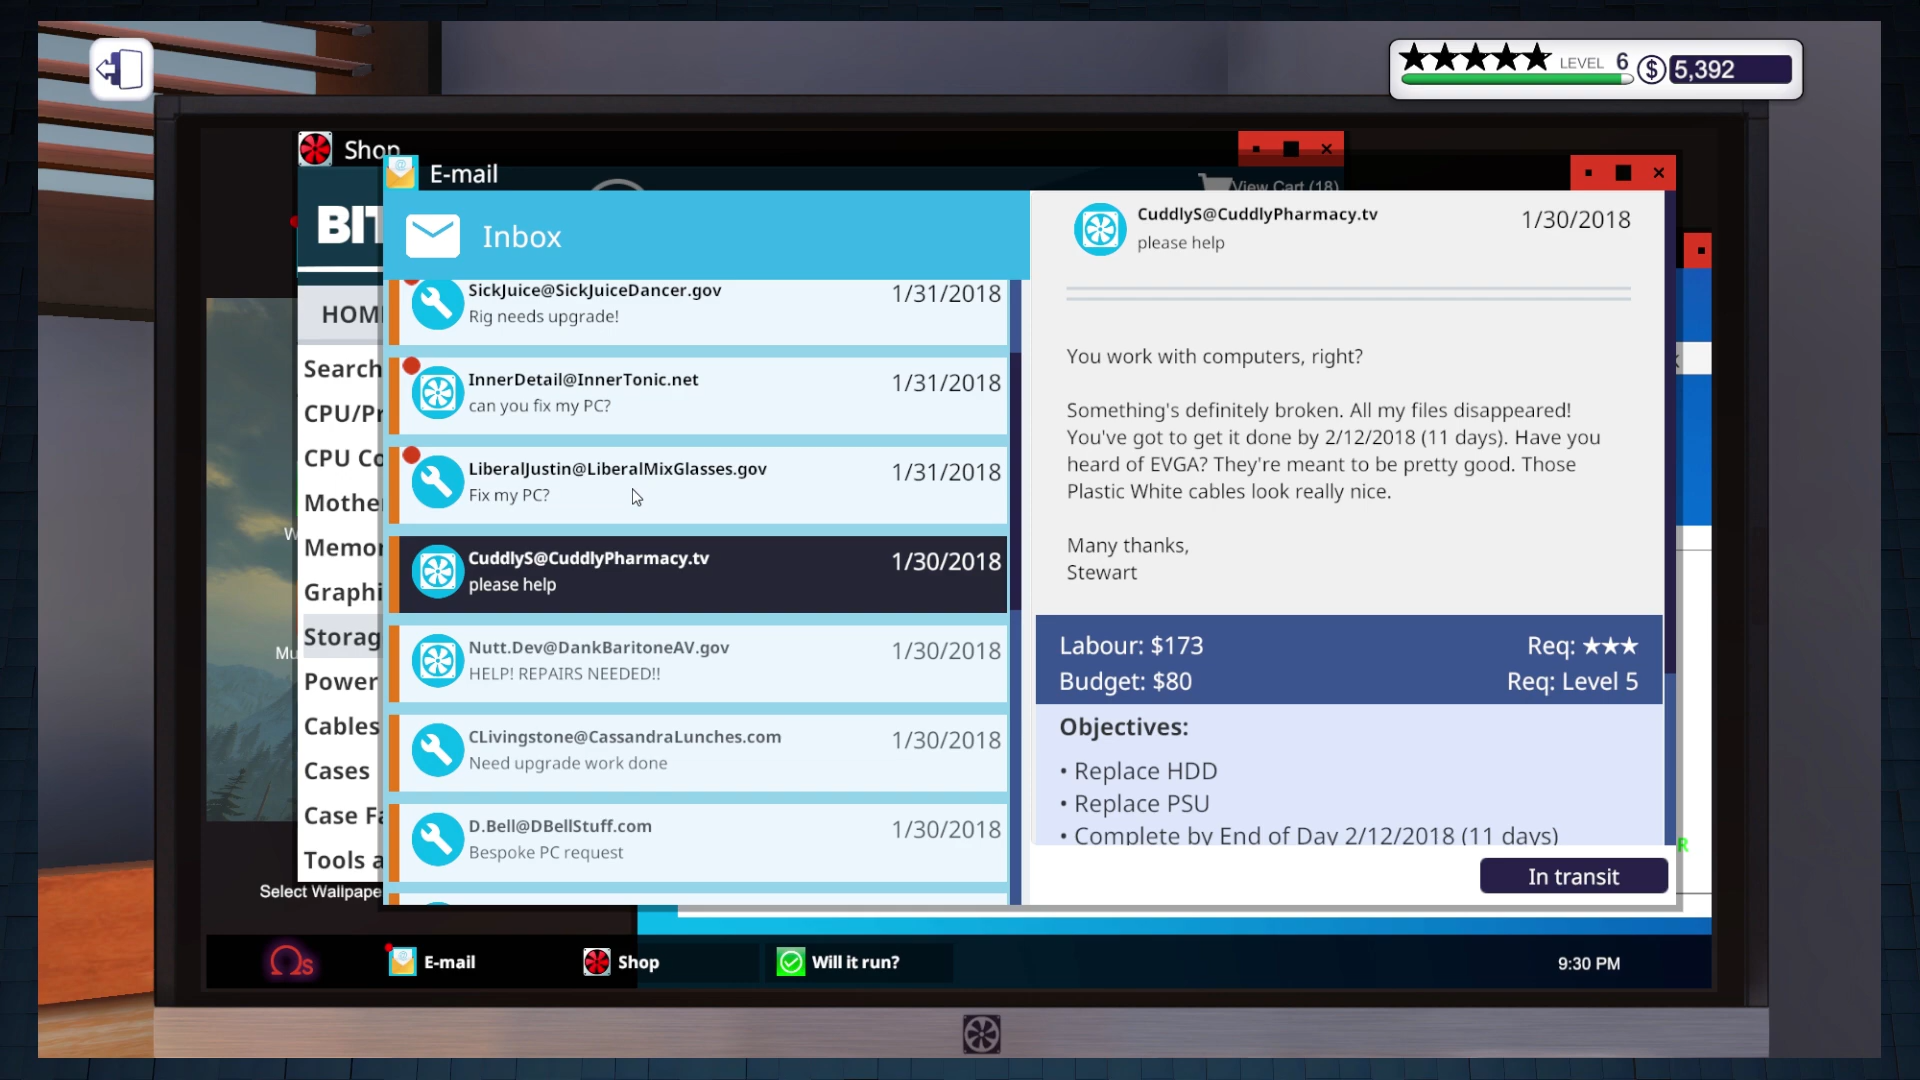 LEVEL 6
5,392
Shop
E-mail
View Cart (18)
BIT
Inbox
HOM
Search
CPU/Pr
CPU Co
Mothe
Memor
Graphi
Storag
Power
Cables
Cases
Case Fa
Tools a
W
Mu
Select Wallpape
SickJuice@SickJuiceDancer.gov
1/31/2018
Rig needs upgrade!
InnerDetail@InnerTonic.net
1/31/2018
can you fix my PC?
LiberalJustin@LiberalMixGlasses.gov
1/31/2018
Fix my PC?
CuddlyS@CuddlyPharmacy.tv
1/30/2018
please help
Nutt.Dev@DankBaritoneAV.gov
1/30/2018
HELP! REPAIRS NEEDED!!
CLivingstone@CassandraLunches.com
1/30/2018
Need upgrade work done
D.Bell@DBellStuff.com
1/30/2018
Bespoke PC request
CuddlyS@CuddlyPharmacy.tv
1/30/2018
please help
You work with computers, right?
Something's definitely broken. All my files disappeared!
You've got to get it done by 2/12/2018 (11 days). Have you
heard of EVGA? They're meant to be pretty good. Those
Plastic White cables look really nice.
Many thanks,
Stewart
Labour: $173
Req: ★★★
Budget: $80
Req: Level 5
Objectives:
• Replace HDD
• Replace PSU
• Complete by End of Day 2/12/2018 (11 days)
In transit
R
Ωs
E-mail
Shop
Will it run?
9:30 PM